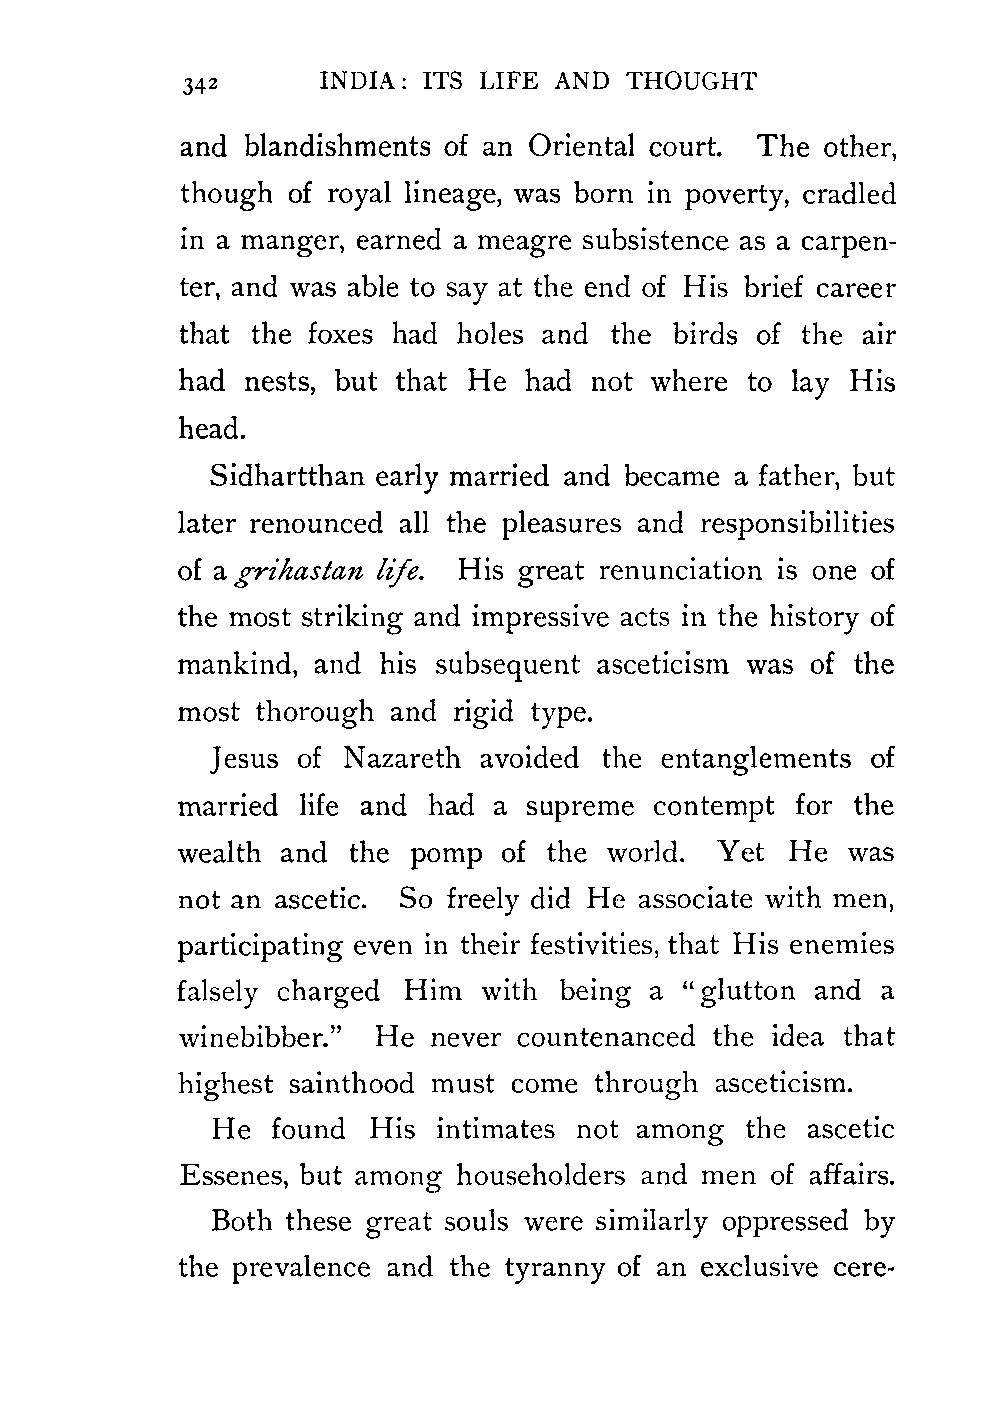 342 INDIA: ITS LIFE AND THOUGHT
and blandishments of an Oriental court. The other,
though of royal lineage, was born in poverty, cradled
in a manger, earned a meagre subsistence as a carpen-
ter, and was able to say at the end of His brief career
that the foxes had holes and the birds of the air
had nests, but that He had not where to lay His
head.
Sidhartthan early married and became a father, but
later renounced all the pleasures and responsibilities
of a grihastan life. His great renunciation is one of
the most striking and impressive acts in the history of
mankind, and his subsequent asceticism was of the
most thorough and rigid type.
Jesus of Nazareth avoided the entanglements of
married life and had a supreme contempt for the
wealth and the pomp of the world. Yet He was
not an ascetic. So freely did He associate with men,
participating even in their festivities, that His enemies
falsely charged Him with being a “glutton and a
winebibber.” He never countenanced the idea that
highest sainthood must come through asceticism.
He found His intimates not among the ascetic
Essenes, but among householders and men of affairs.
Both these great souls were similarly oppressed by
the prevalence and the tyranny of an exclusive cere-